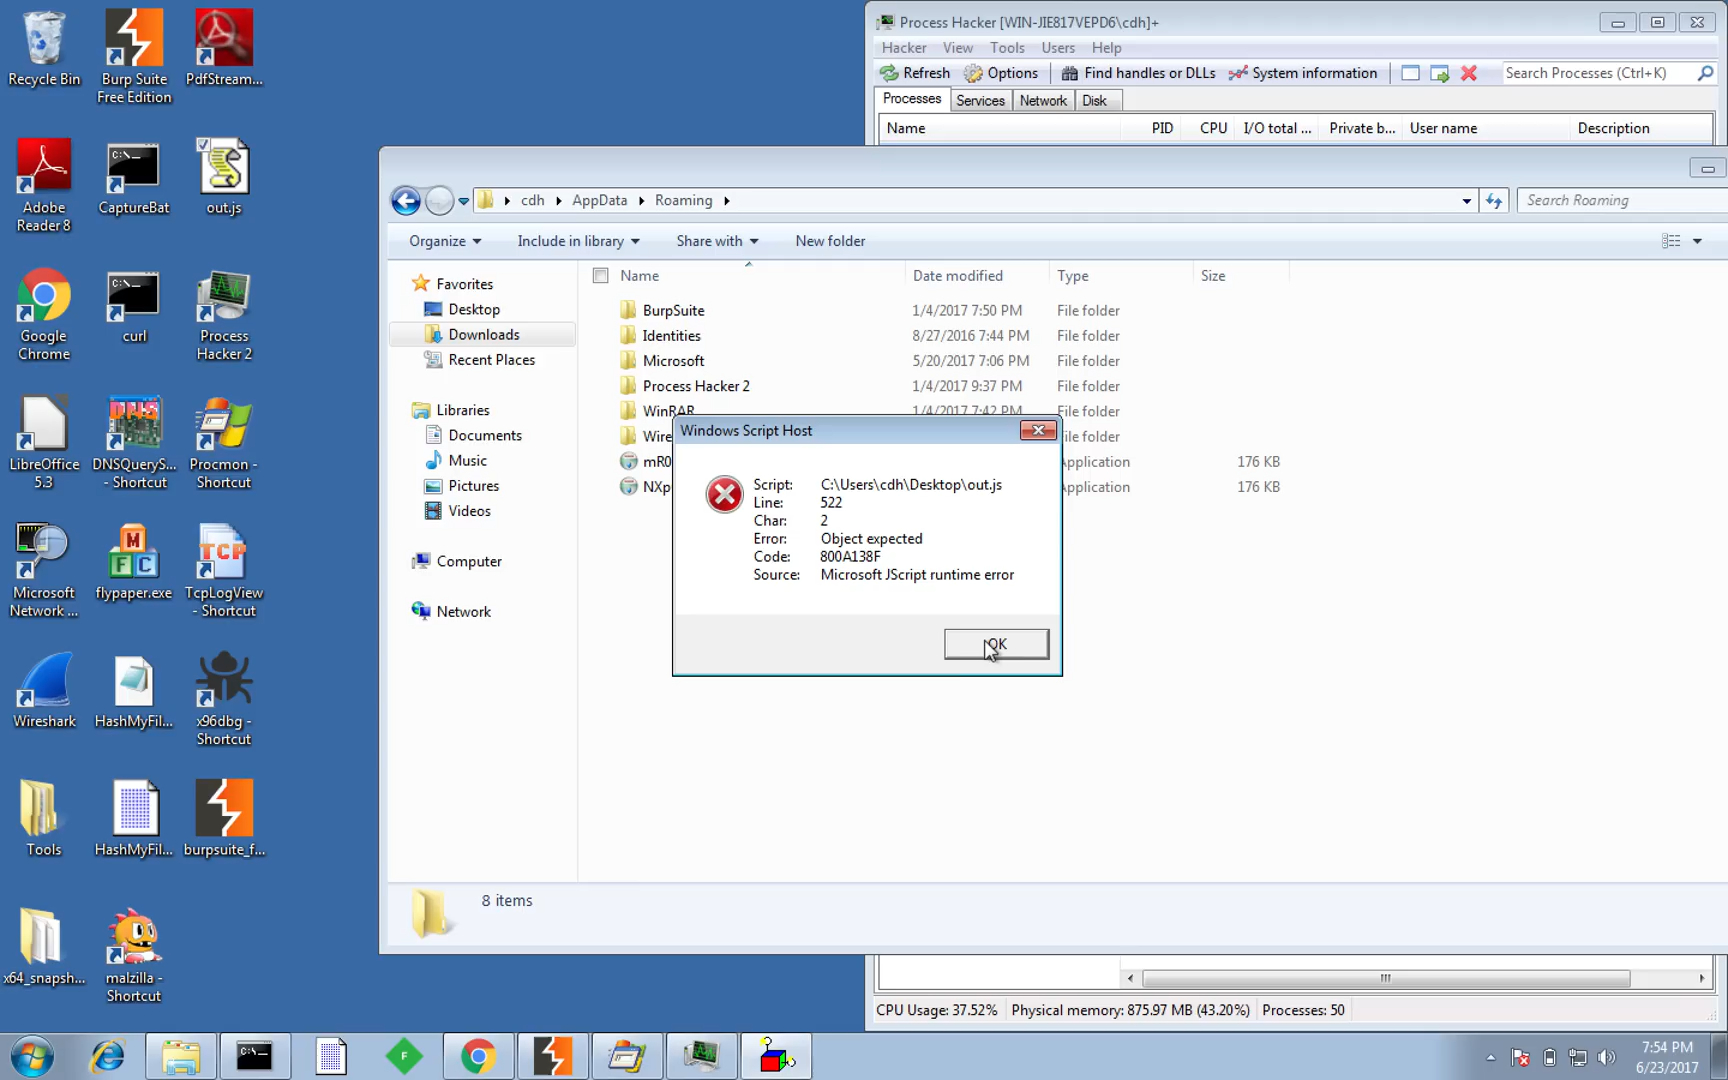 Recycle Bin
Burp Suite
Free Edition
PdfStream...
Adobe
Reader 8
CaptureBat
out.js
Google
Chrome
curl
Process
Hacker 2
LibreOffice
5.3
DNSQueryS...
- Shortcut
Procmon -
Shortcut
Microsoft
Network ...
flypaper.exe
TcpLogView
- Shortcut
Wireshark
HashMyFil...
x96dbg -
Shortcut
Tools
HashMyFil...
burpsuite_f...
x64_snapsh...
malzilla -
Shortcut
Process Hacker [WIN-JIE817VEPD6\cdh]+
Hacker View Tools Users Help
Refresh Options Find handles or DLLs System information Search Processes (Ctrl+K)
Processes Services Network Disk
Name PID CPU I/O total ... Private b... User name Description
cdh AppData Roaming Search Roaming
Organize Include in library Share with New folder
Favorites
Desktop
Downloads
Recent Places
Libraries
Documents
Music
Pictures
Videos
Computer
Network
Name Date modified Type Size
BurpSuite 1/4/2017 7:50 PM File folder
Identities 8/27/2016 7:44 PM File folder
Microsoft 5/20/2017 7:06 PM File folder
Process Hacker 2 1/4/2017 9:37 PM File folder
WinRAR 1/4/2017 7:42 PM File folder
Wire File folder
mR0 Application 176 KB
NXp Application 176 KB
Windows Script Host
Script: C:\Users\cdh\Desktop\out.js
Line: 522
Char: 2
Error: Object expected
Code: 800A138F
Source: Microsoft JScript runtime error
OK
8 items
CPU Usage: 37.52% Physical memory: 875.97 MB (43.20%) Processes: 50
7:54 PM
6/23/2017